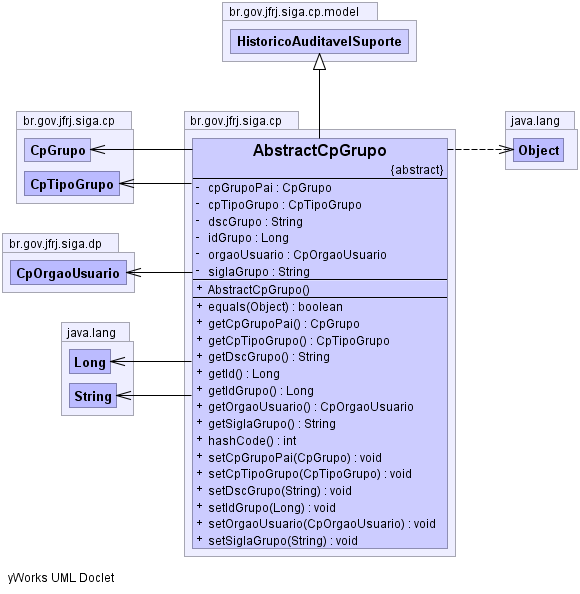 br.gov.jfrj.siga.cp.model
HistoricoAuditavelSuporte
br.gov.jfrj.siga.cp
CpGrupo
CpTipoGrupo
br.gov.jfrj.siga.dp
CpOrgaoUsuario
java.lang
Long
String
br.gov.jfrj.siga.cp
AbstractCpGrupo
{abstract}
- cpGrupoPai : CpGrupo
- cpTipoGrupo : CpTipoGrupo
- dscGrupo : String
- idGrupo : Long
- orgaoUsuario : CpOrgaoUsuario
- siglaGrupo : String
+ AbstractCpGrupo()
+ equals(Object) : boolean
+ getCpGrupoPai() : CpGrupo
+ getCpTipoGrupo() : CpTipoGrupo
+ getDscGrupo() : String
+ getId() : Long
+ getIdGrupo() : Long
+ getOrgaoUsuario() : CpOrgaoUsuario
+ getSiglaGrupo() : String
+ hashCode() : int
+ setCpGrupoPai(CpGrupo) : void
+ setCpTipoGrupo(CpTipoGrupo) : void
+ setDscGrupo(String) : void
+ setIdGrupo(Long) : void
+ setOrgaoUsuario(CpOrgaoUsuario) : void
+ setSiglaGrupo(String) : void
java.lang
Object
yWorks UML Doclet